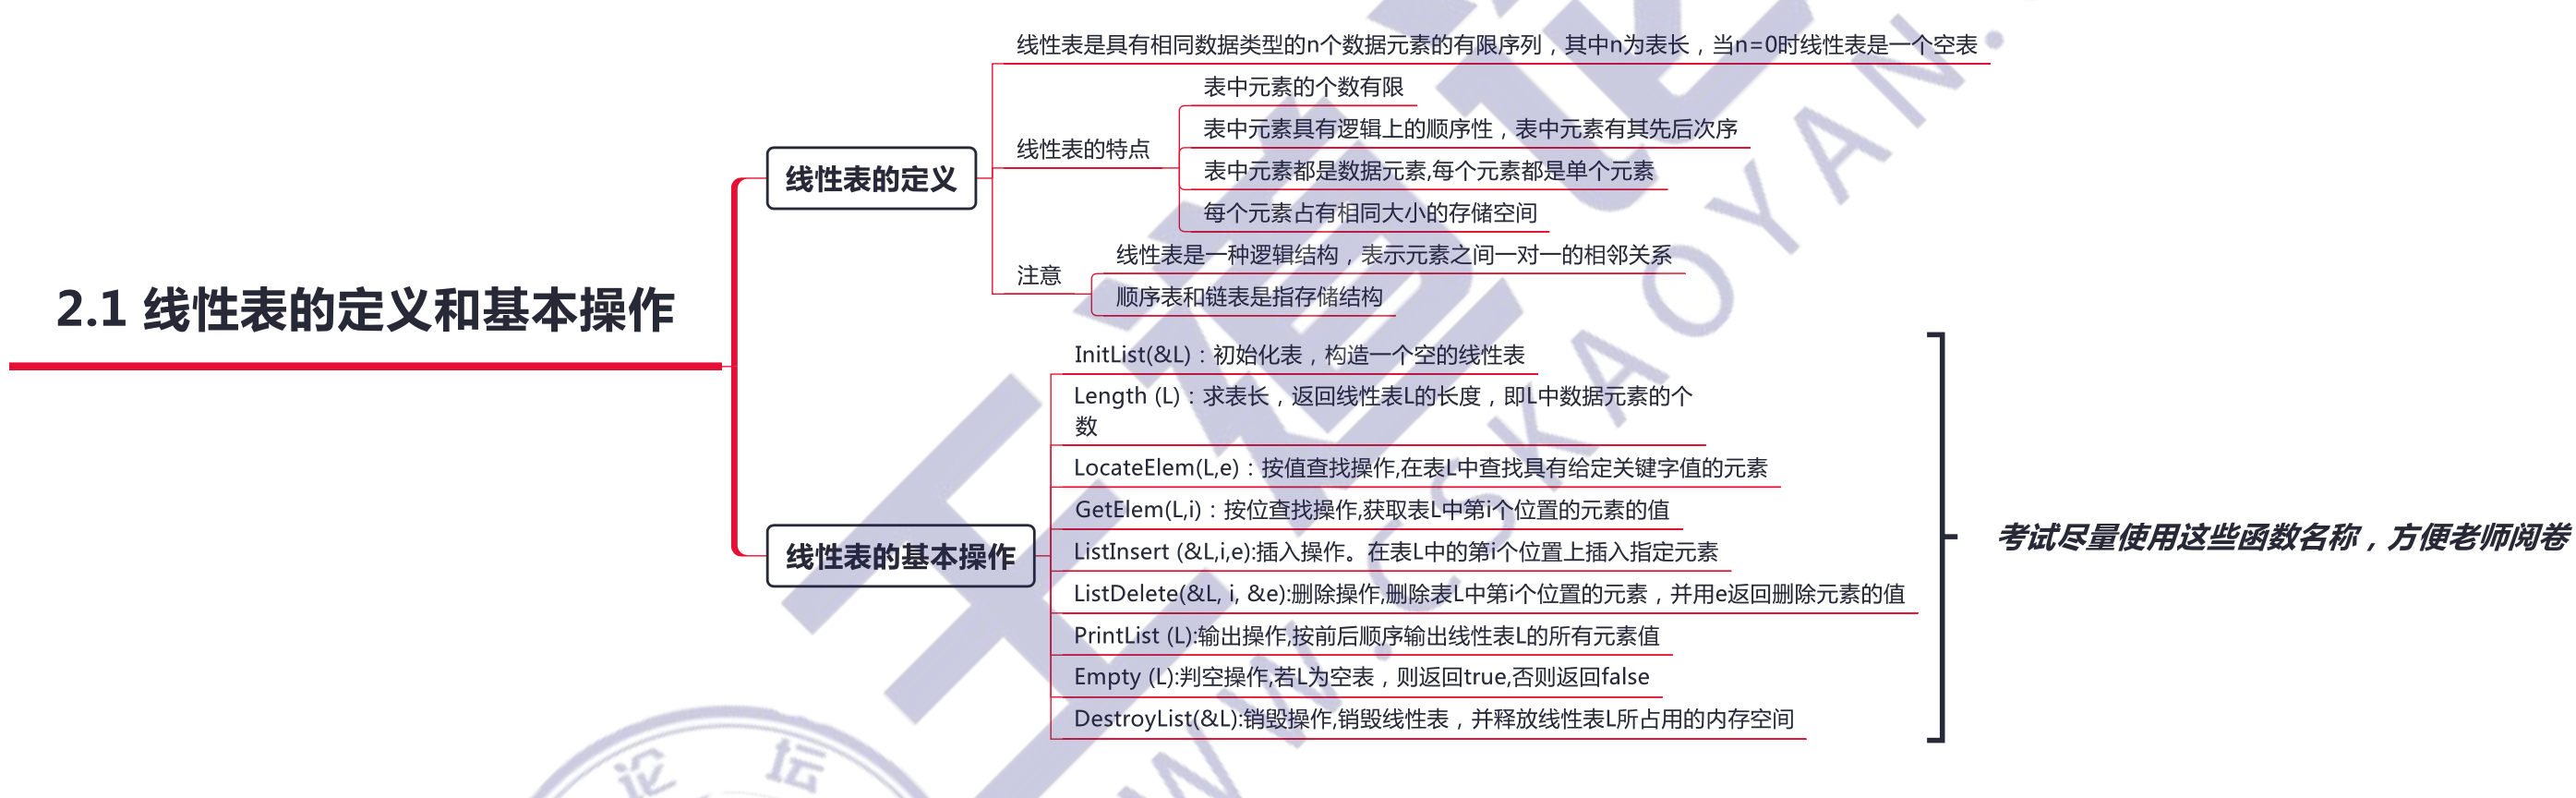 线性表是具有相同数据类型的n个数据元素的有限序列，其中n为表长，当n=0时线性表是一个空表
表中元素的个数有限
表中元素具有逻辑上的顺序性，表中元素有其先后次序
线性表的特点
表中元素都是数据元素,每个元素都是单个元素
线性表的定义
每个元素占有相同大小的存储空间
线性表是一种逻辑结构，表示元素之间一对一的相邻关系
注意
顺序表和链表是指存储结构
2.1 线性表的定义和基本操作
InitList(&L)：初始化表，构造一个空的线性表
Length (L)：求表长，返回线性表L的长度，即L中数据元素的个
数
LocateElem(L,e)：按值查找操作,在表L中查找具有给定关键字值的元素
GetElem(L,i)：按位查找操作,获取表L中第i个位置的元素的值
ListInsert (&L,i,e):插入操作。在表L中的第i个位置上插入指定元素
线性表的基本操作
ListDelete(&L, i, &e):删除操作,删除表L中第i个位置的元素，并用e返回删除元素的值
PrintList (L):输出操作,按前后顺序输出线性表L的所有元素值
Empty (L):判空操作,若L为空表，则返回true,否则返回false
DestroyList(&L):销毁操作,销毁线性表，并释放线性表L所占用的内存空间
考试尽量使用这些函数名称，方便老师阅卷
王道论
WW.CSKAOYAN.
论坛